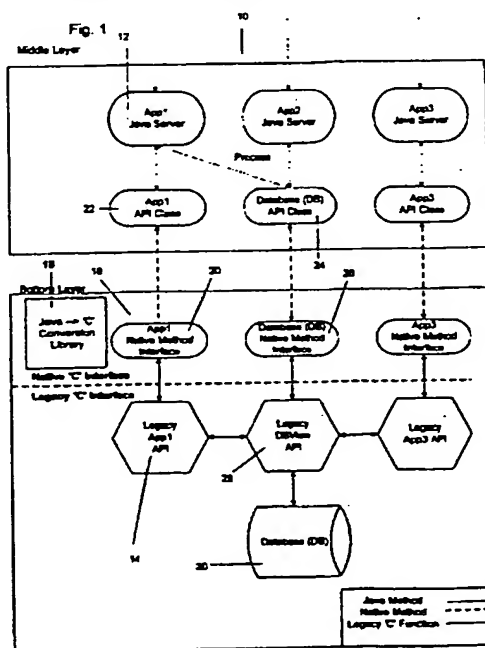 Fig. 1
10
12
Middle Layer
App1
Java Server
App2
Java Server
App3
Java Server
Process
22
App1
API Class
Database (DB)
API Class
App3
API Class
24
18
Bottom Layer
16
20
26
Java --> 'C'
Conversion
Library
App1
Native Method
Interface
Database (DB)
Native Method
Interface
App3
Native Method
Interface
Native 'C' Interface
Legacy 'C' Interface
Legacy
App1
API
Legacy
DBView
API
Legacy
App3 API
28
14
Database (DB)
30
Java Method
Native Method
Legacy 'C' Function